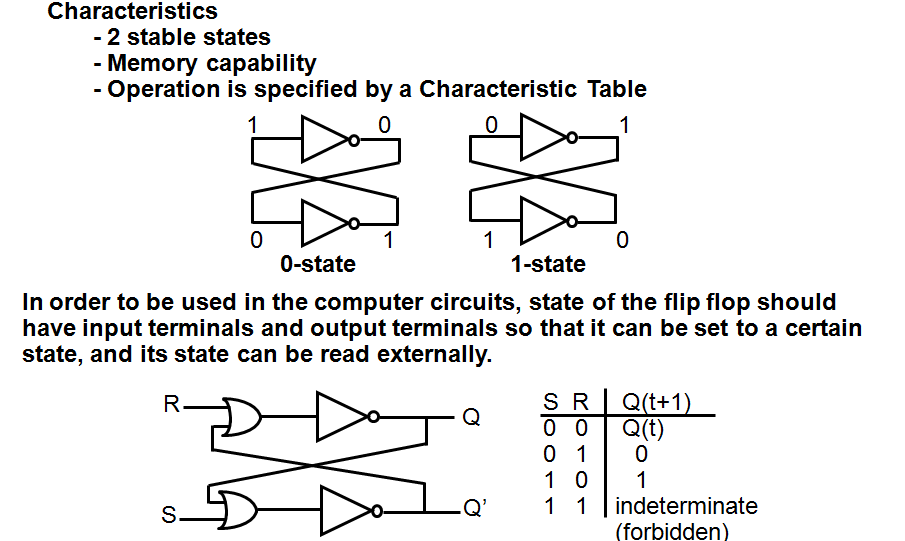 Characteristics
- 2 stable states
- Memory capability
- Operation is specified by a Characteristic Table
1 0 0 1
0 1 1 0
0-state 1-state
In order to be used in the computer circuits, state of the flip flop should
have input terminals and output terminals so that it can be set to a certain
state, and its state can be read externally.
R Q
S Q'
S R Q(t+1)
0 0 Q(t)
0 1 0
1 0 1
1 1 indeterminate
(forbidden)